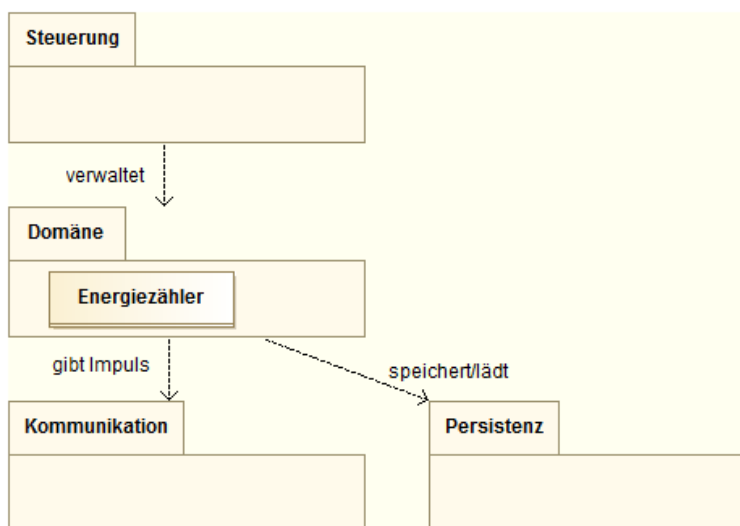 Steuerung
verwaltet
Domäne
Energiezähler
gibt Impuls
speichert/lädt
Kommunikation
Persistenz